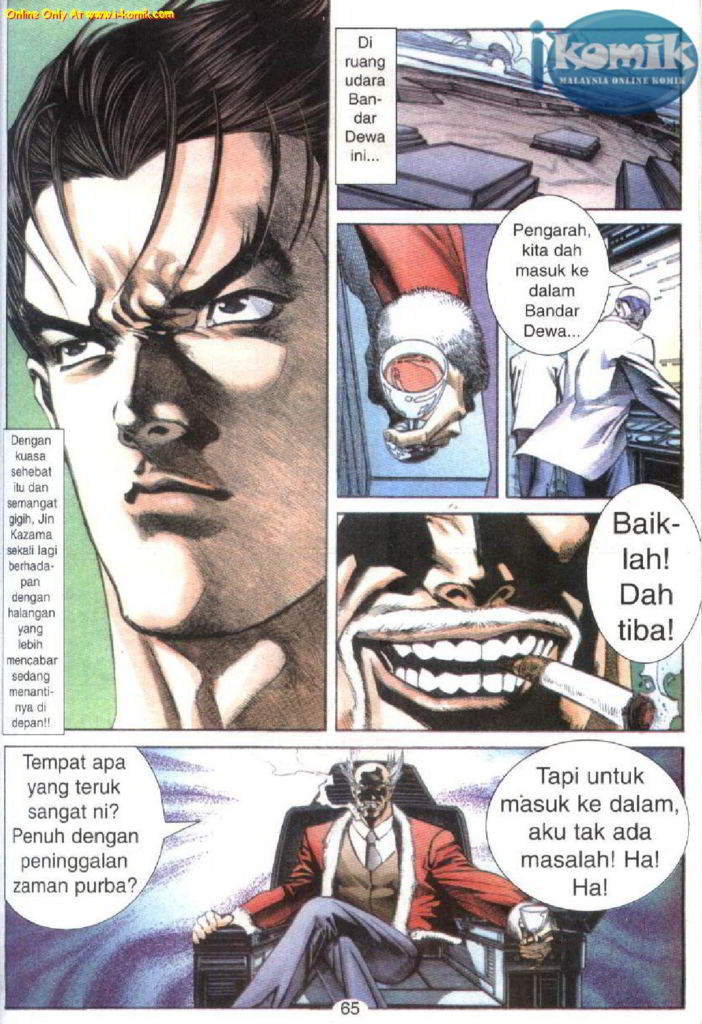 Online Only At www.i-komik.com
ikomik
MALAYSIA ONLINE KOMIK
Dengan
kuasa
sehebat
itu dan
semangat
gigih, Jin
Kazama
sekali lagi
berhada-
pan
dengan
halangan
yang
lebih
mencabar
sedang
menanti-
nya di
depan!!
Di
ruang
udara
Ban-
dar
Dewa
ini...
Pengarah,
kita dah
masuk ke
dalam
Bandar
Dewa...
Baik-
lah!
Dah
tiba!
Tempat apa
yang teruk
sangat ni?
Penuh dengan
peninggalan
zaman purba?
Tapi untuk
masuk ke dalam,
aku tak ada
masalah! Ha!
Ha!
65